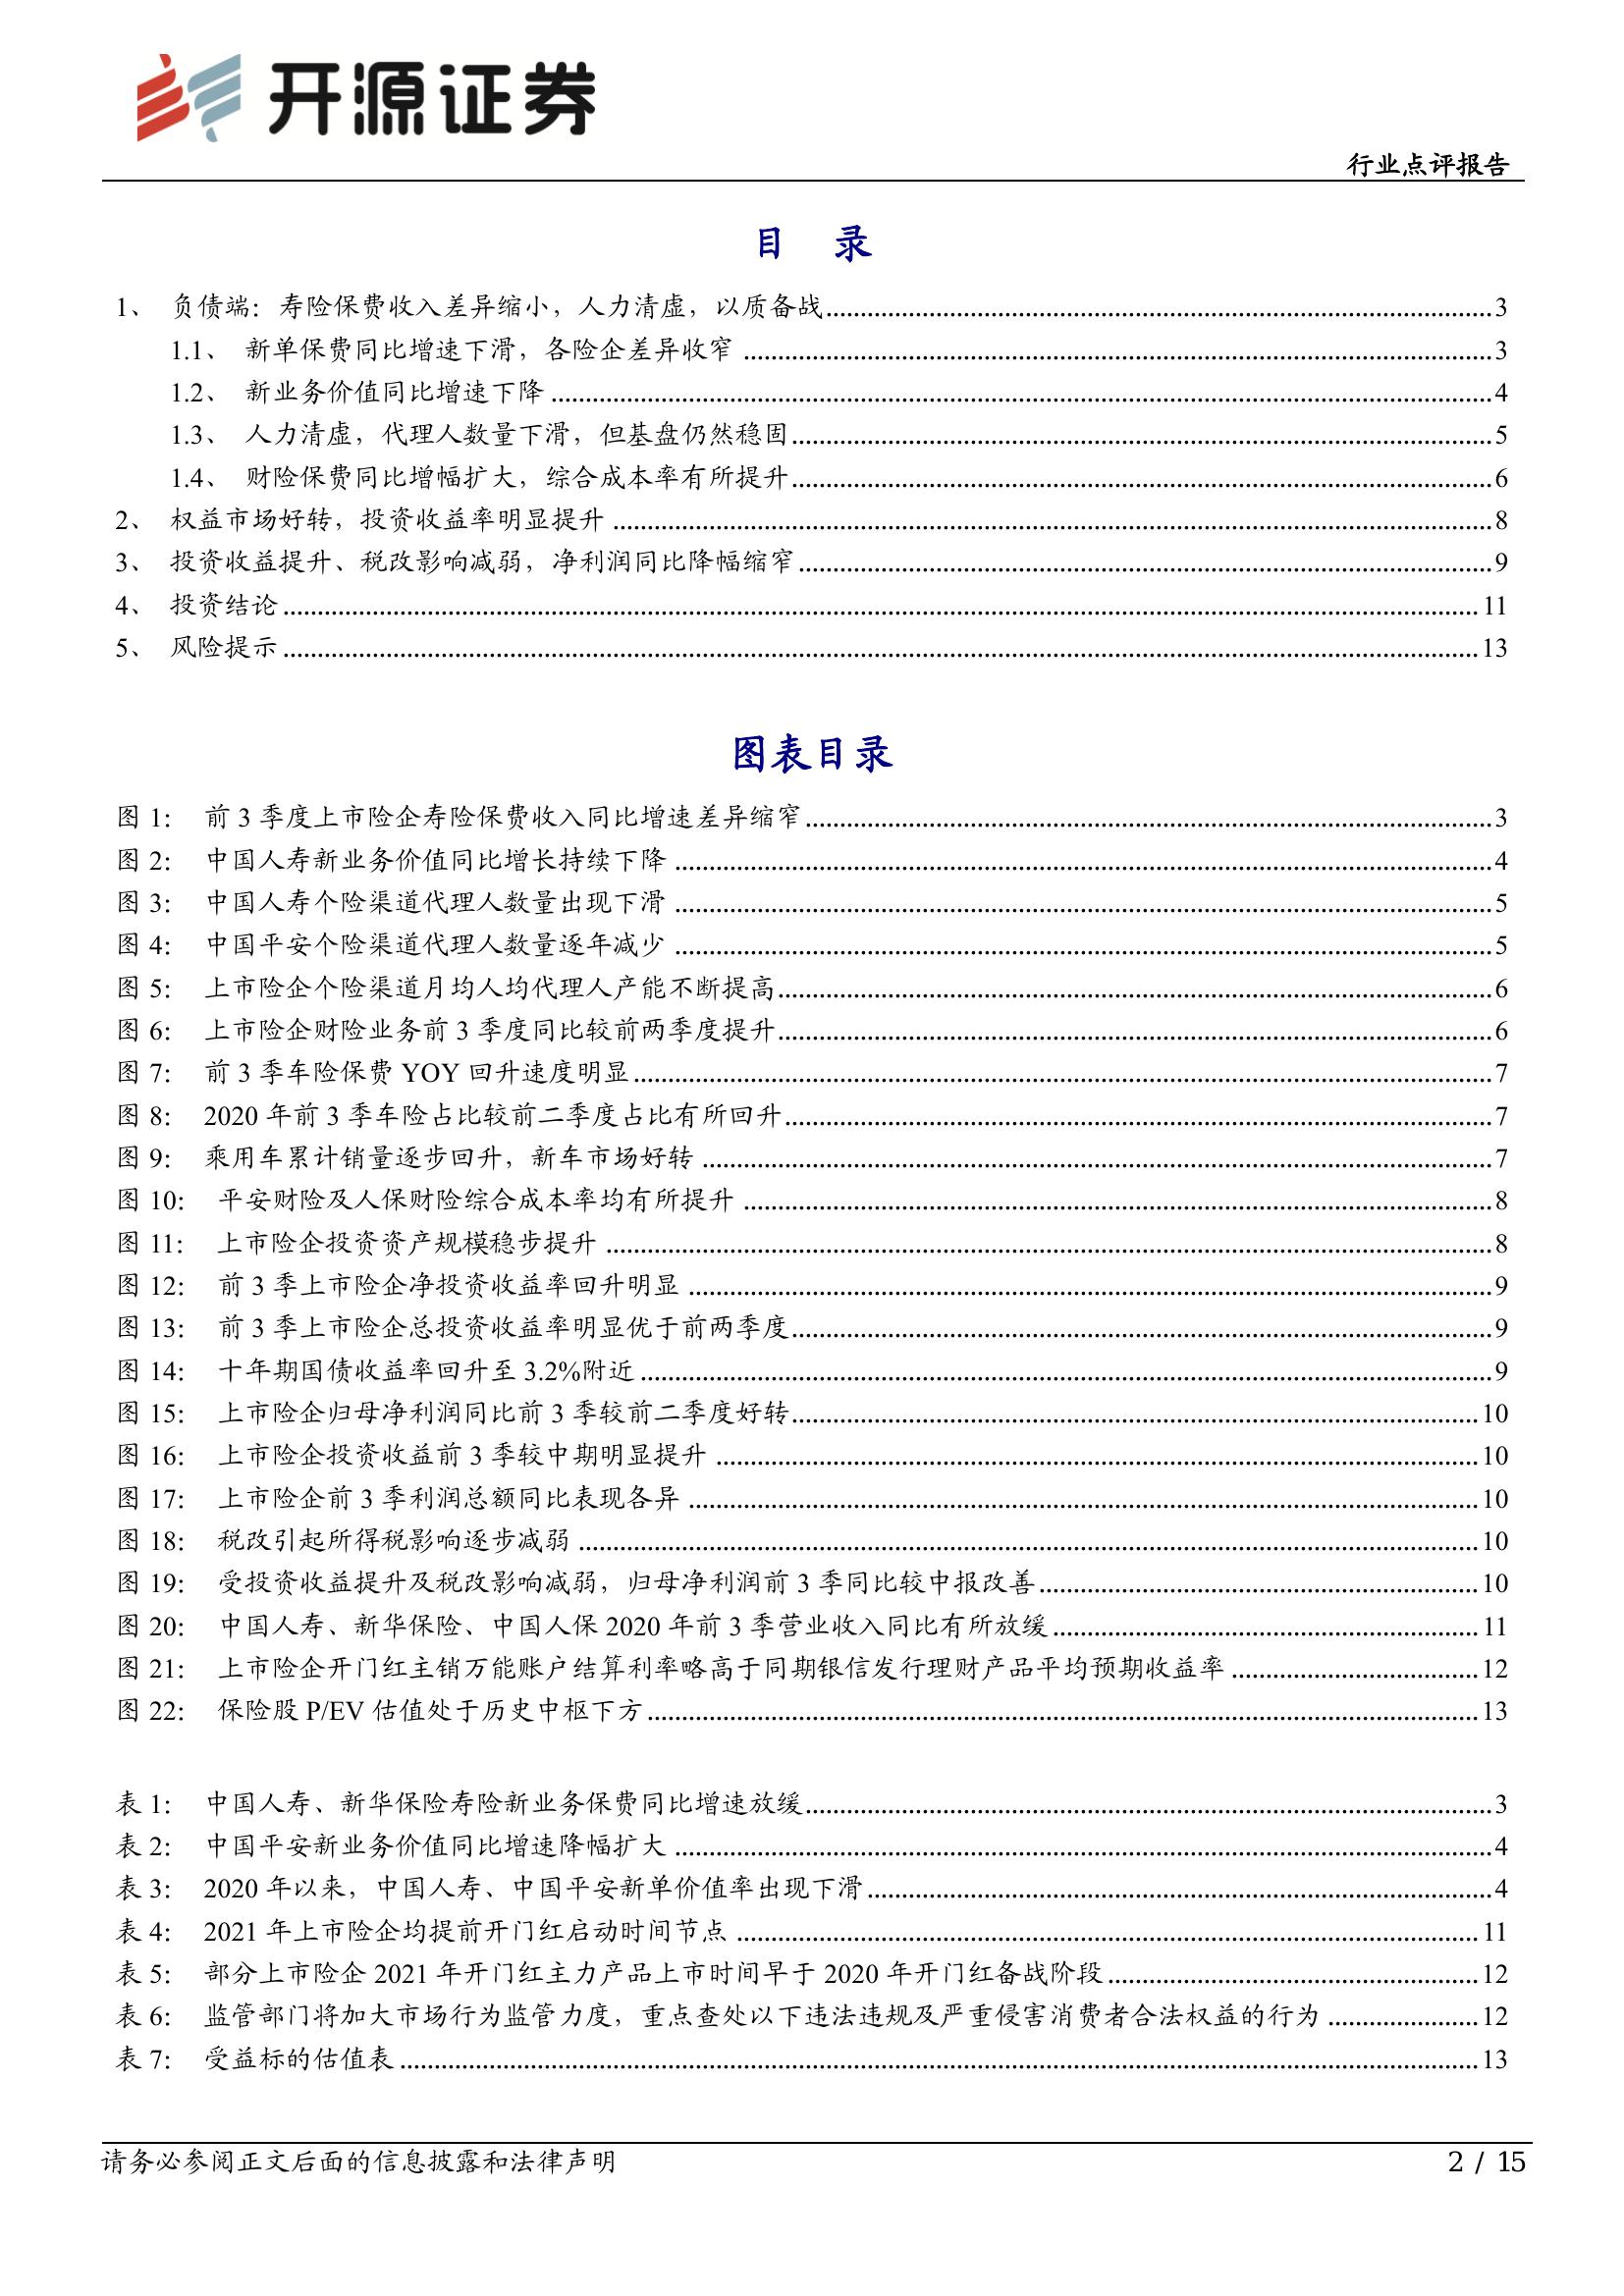 开源证券
行业点评报告
目 录
1、 负债端：寿险保费收入差异缩小，人力清虚，以质备战 3
1.1、 新单保费同比增速下滑，各险企差异收窄 3
1.2、 新业务价值同比增速下降 4
1.3、 人力清虚，代理人数量下滑，但基盘仍然稳固 5
1.4、 财险保费同比增幅扩大，综合成本率有所提升 6
2、 权益市场好转，投资收益率明显提升 8
3、 投资收益提升、税改影响减弱，净利润同比降幅缩窄 9
4、 投资结论 11
5、 风险提示 13
图表目录
图 1： 前 3 季度上市险企寿险保费收入同比增速差异缩窄 3
图 2： 中国人寿新业务价值同比增长持续下降 4
图 3： 中国人寿个险渠道代理人数量出现下滑 5
图 4： 中国平安个险渠道代理人数量逐年减少 5
图 5： 上市险企个险渠道月均人均代理人产能不断提高 6
图 6： 上市险企财险业务前 3 季度同比较前两季度提升 6
图 7： 前 3 季车险保费 YOY 回升速度明显 7
图 8： 2020 年前 3 季车险占比较前二季度占比有所回升 7
图 9： 乘用车累计销量逐步回升，新车市场好转 7
图 10： 平安财险及人保财险综合成本率均有所提升 8
图 11： 上市险企投资资产规模稳步提升 8
图 12： 前 3 季上市险企净投资收益率回升明显 9
图 13： 前 3 季上市险企总投资收益率明显优于前两季度 9
图 14： 十年期国债收益率回升至 3.2%附近 9
图 15： 上市险企归母净利润同比前 3 季较前二季度好转 10
图 16： 上市险企投资收益前 3 季较中期明显提升 10
图 17： 上市险企前 3 季利润总额同比表现各异 10
图 18： 税改引起所得税影响逐步减弱 10
图 19： 受投资收益提升及税改影响减弱，归母净利润前 3 季同比较中报改善 10
图 20： 中国人寿、新华保险、中国人保 2020 年前 3 季营业收入同比有所放缓 11
图 21： 上市险企开门红主销万能账户结算利率略高于同期银信发行理财产品平均预期收益率 12
图 22： 保险股 P/EV 估值处于历史中枢下方 13
表 1： 中国人寿、新华保险寿险新业务保费同比增速放缓 3
表 2： 中国平安新业务价值同比增速降幅扩大 4
表 3： 2020 年以来，中国人寿、中国平安新单价值率出现下滑 4
表 4： 2021 年上市险企均提前开门红启动时间节点 11
表 5： 部分上市险企 2021 年开门红主力产品上市时间早于 2020 年开门红备战阶段 12
表 6： 监管部门将加大市场行为监管力度，重点查处以下违法违规及严重侵害消费者合法权益的行为 12
表 7： 受益标的估值表 13
请务必参阅正文后面的信息披露和法律声明 2 / 15